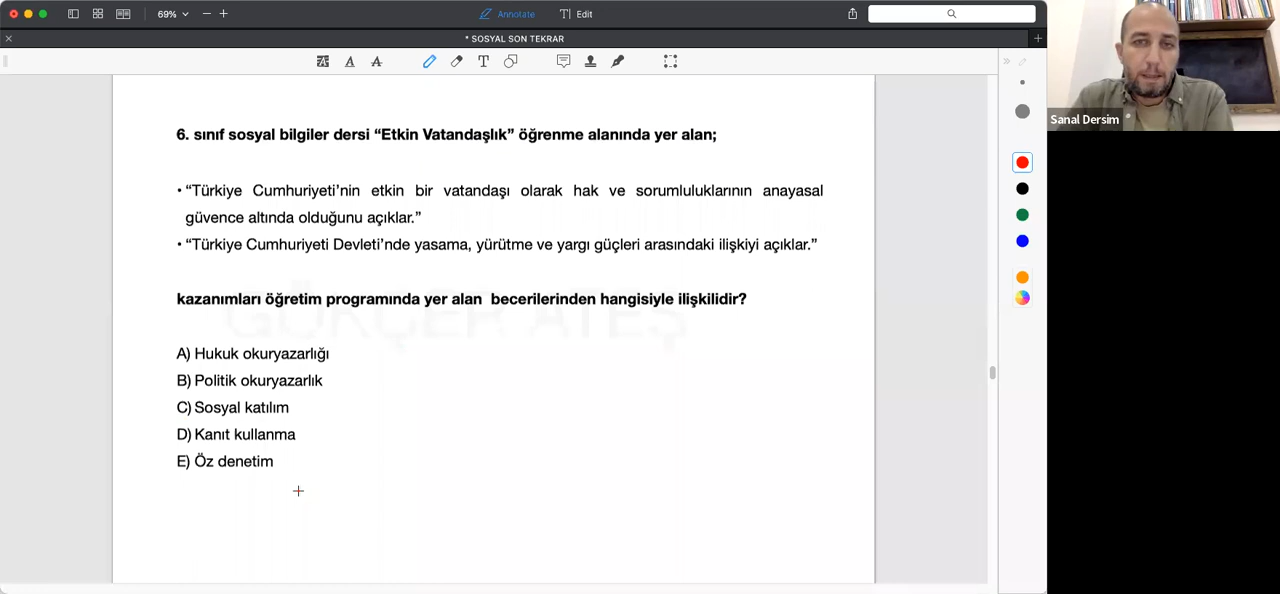 69%
Annotate
Edit
* SOSYAL SON TEKRAR
Sanal Dersim
6. sınıf sosyal bilgiler dersi “Etkin Vatandaşlık” öğrenme alanında yer alan;
• “Türkiye Cumhuriyeti’nin etkin bir vatandaşı olarak hak ve sorumluluklarının anayasal
güvence altında olduğunu açıklar.”
• “Türkiye Cumhuriyeti Devleti’nde yasama, yürütme ve yargı güçleri arasındaki ilişkiyi açıklar.”
kazanımları öğretim programında yer alan becerilerinden hangisiyle ilişkilidir?
GÖKÇER ATEŞ
A) Hukuk okuryazarlığı
B) Politik okuryazarlık
C) Sosyal katılım
D) Kanıt kullanma
E) Öz denetim